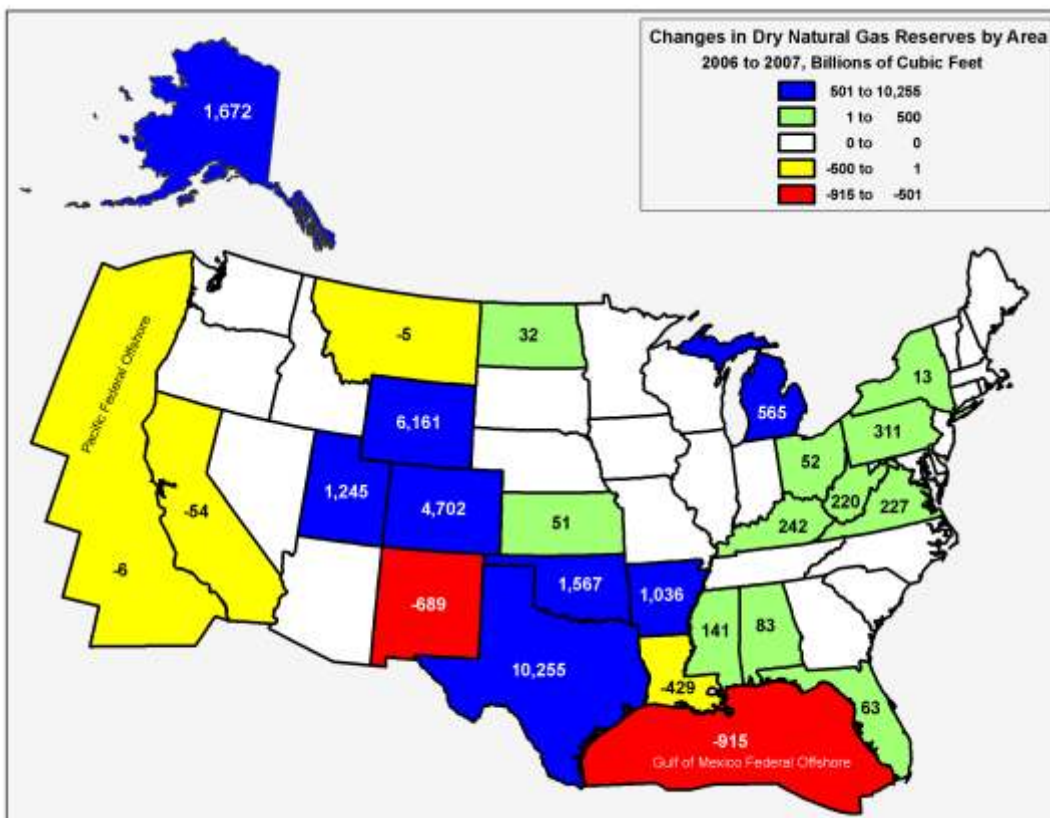 Changes in Dry Natural Gas Reserves by Area
2006 to 2007, Billions of Cubic Feet
501 to 10,255
1 to 500
0 to 0
-500 to 1
-915 to -501
1,672
Pacific Federal Offshore
-5
32
13
565
6,161
311
52
1,245
4,702
220
227
-54
51
242
-6
1,567
1,036
-689
141
83
10,255
-429
63
-915
Gulf of Mexico Federal Offshore